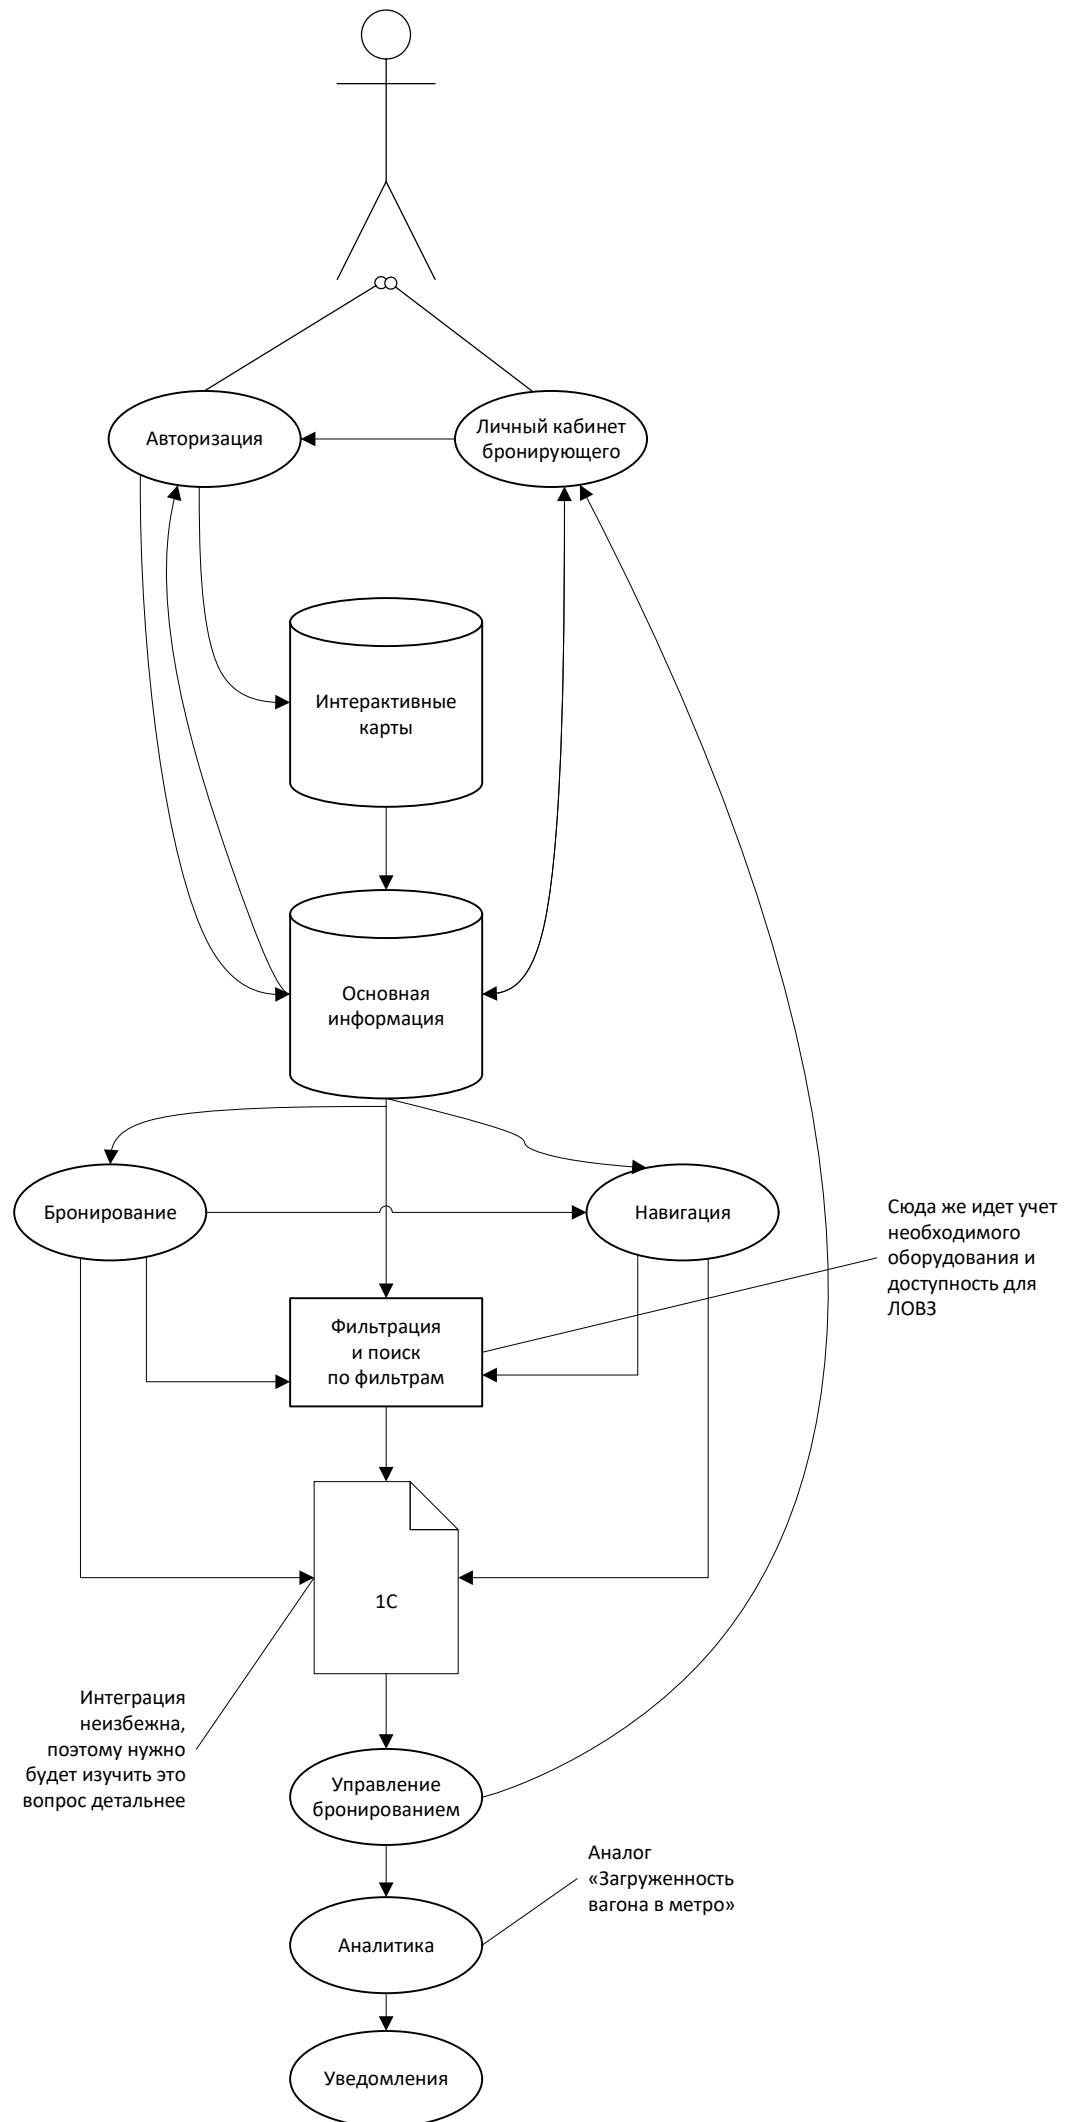 Авторизация
Личный кабинет
бронирующего
Интерактивные
карты
Основная
информация
Бронирование
Навигация
Сюда же идет учет
необходимого
оборудования и
доступность для
ЛОВЗ
Фильтрация
и поиск
по фильтрам
1С
Интеграция
неизбежна,
поэтому нужно
будет изучить это
вопрос детальнее
Управление
бронированием
Аналог
«Загруженность
вагона в метро»
Аналитика
Уведомления